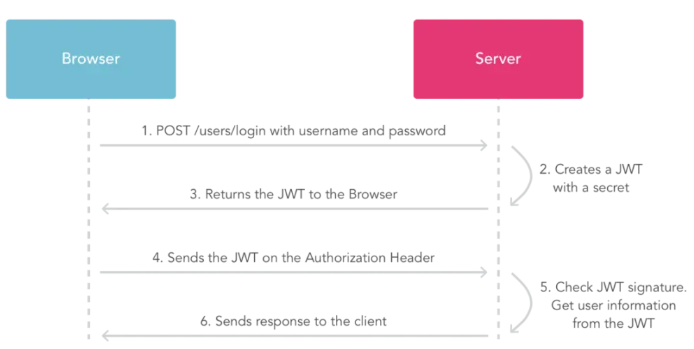 Browser
Server
1. POST /users/login with username and password
2. Creates a JWT
with a secret
3. Returns the JWT to the Browser
4. Sends the JWT on the Authorization Header
5. Check JWT signature.
Get user information
from the JWT
6. Sends response to the client